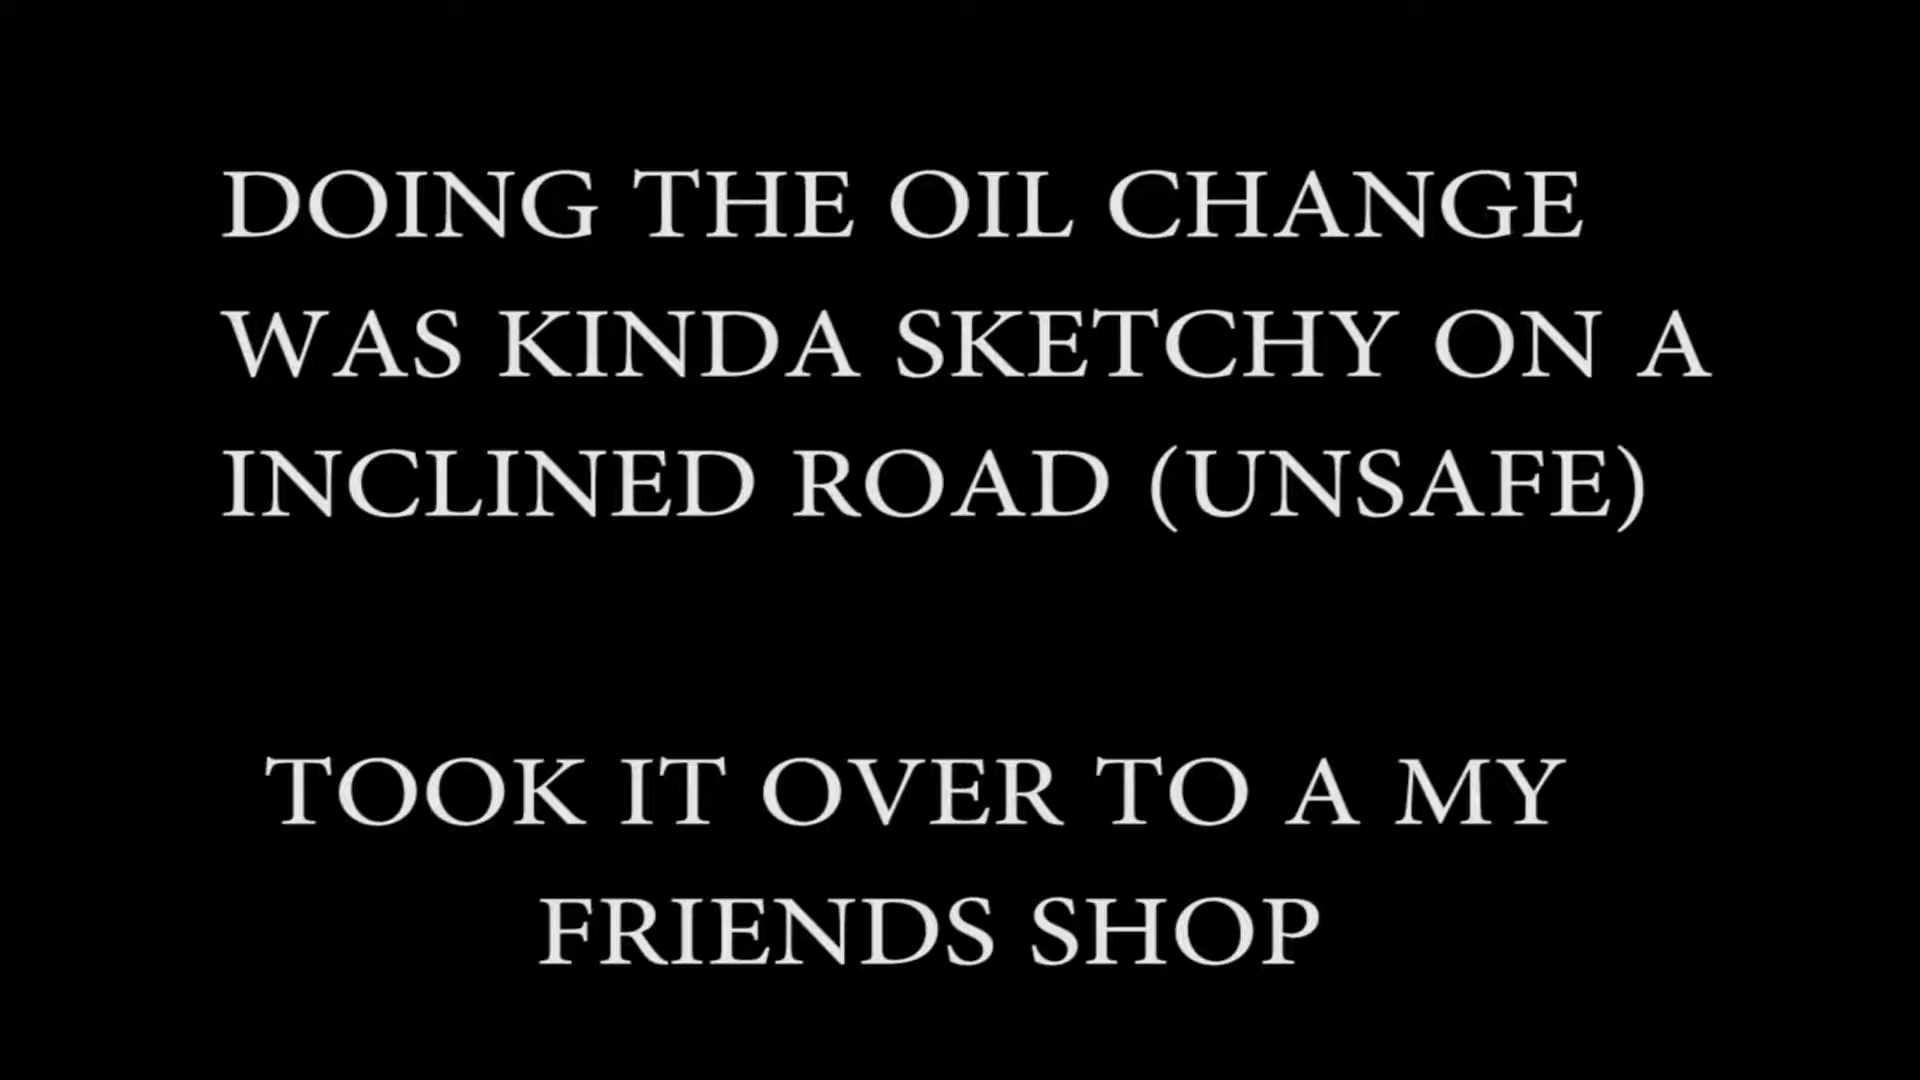 DOING THE OIL CHANGE
WAS KINDA SKETCHY ON A
INCLINED ROAD (UNSAFE)
TOOK IT OVER TO A MY
FRIENDS SHOP